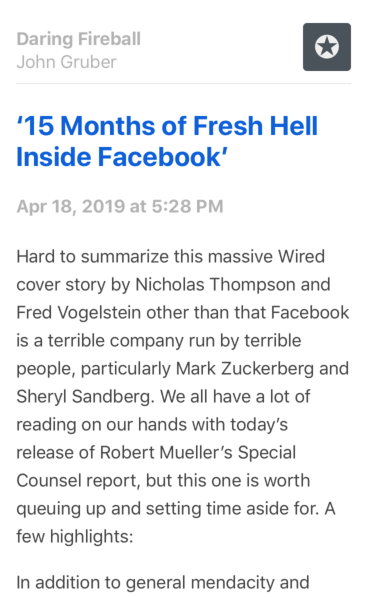 Daring Fireball
John Gruber
‘15 Months of Fresh Hell
Inside Facebook’
Apr 18, 2019 at 5:28 PM
Hard to summarize this massive Wired
cover story by Nicholas Thompson and
Fred Vogelstein other than that Facebook
is a terrible company run by terrible
people, particularly Mark Zuckerberg and
Sheryl Sandberg. We all have a lot of
reading on our hands with today’s
release of Robert Mueller’s Special
Counsel report, but this one is worth
queuing up and setting time aside for. A
few highlights:
In addition to general mendacity and